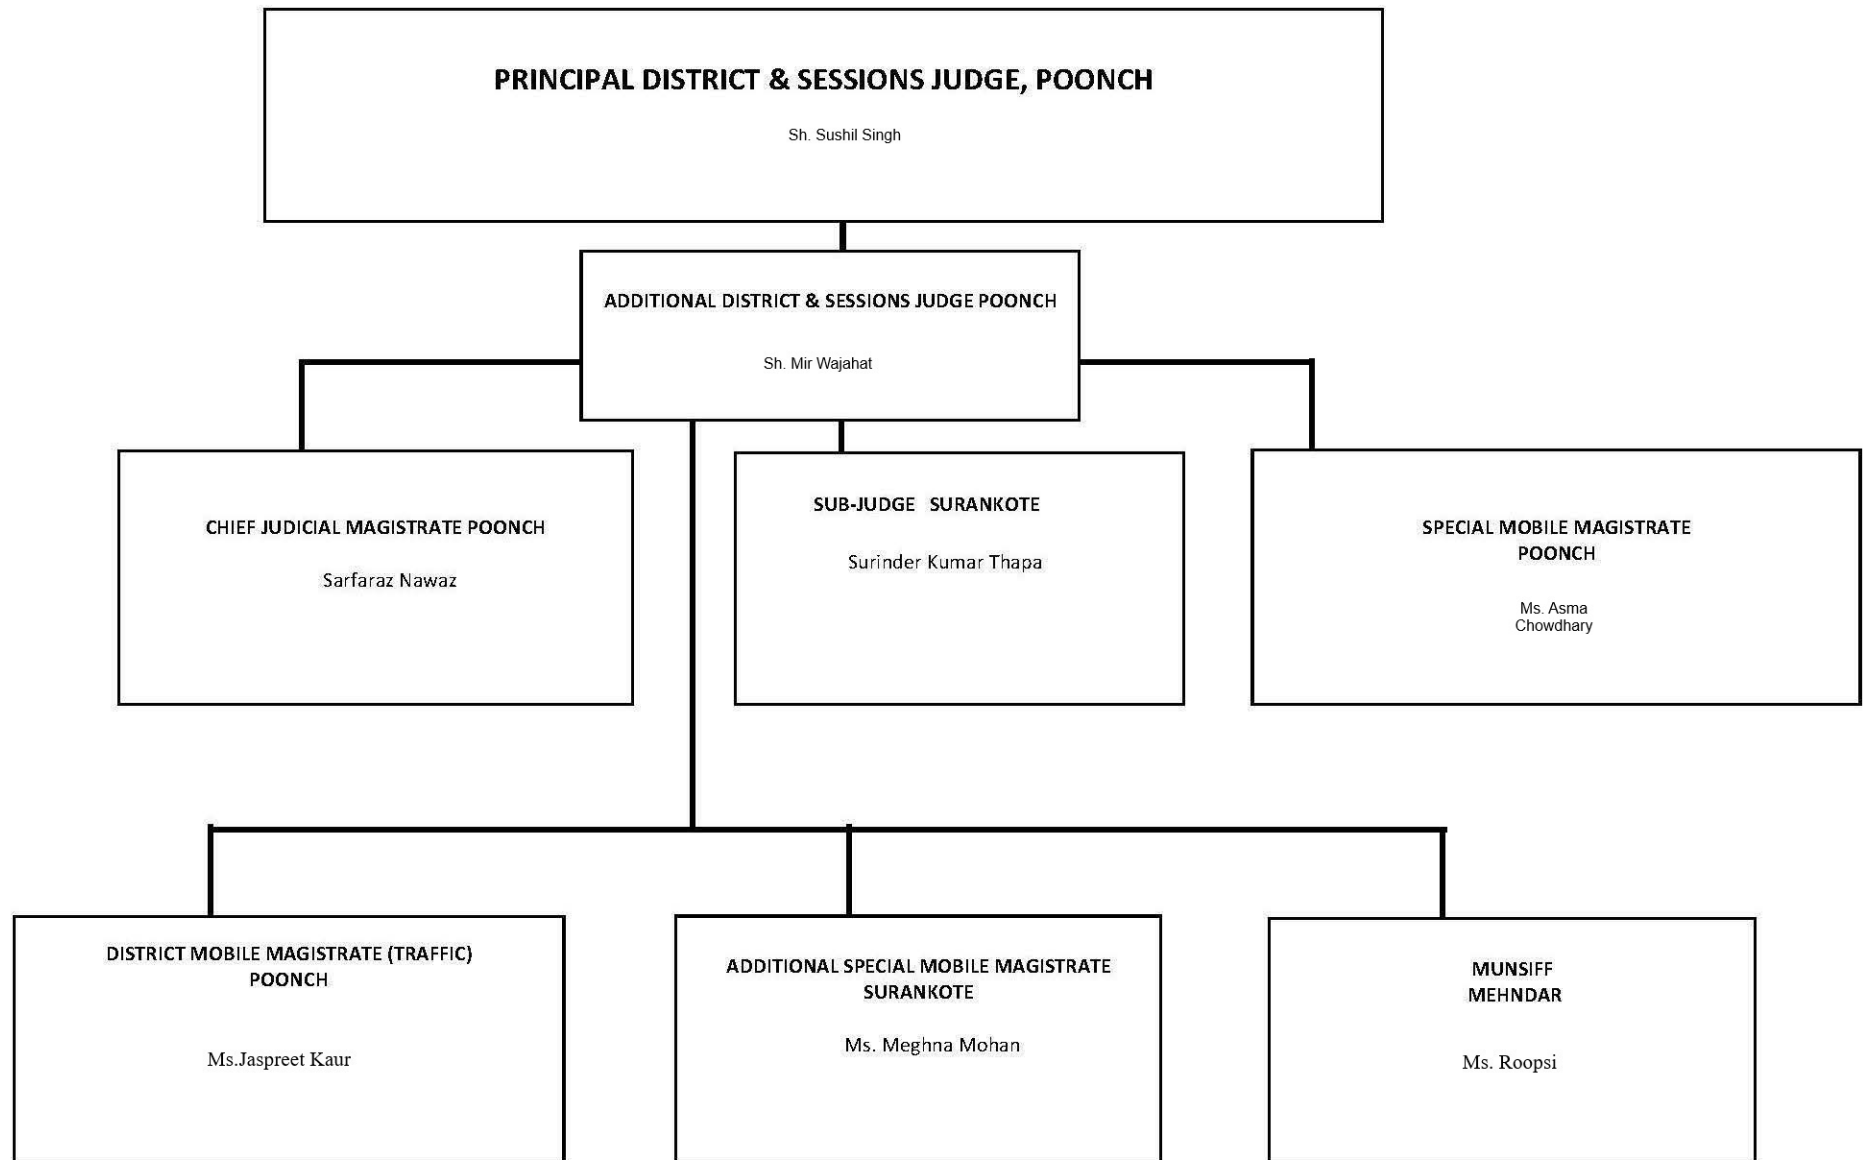 PRINCIPAL DISTRICT & SESSIONS JUDGE, POONCH
Sh. Sushil Singh
ADDITIONAL DISTRICT & SESSIONS JUDGE POONCH
Sh. Mir Wajahat
CHIEF JUDICIAL MAGISTRATE POONCH
Sarfaraz Nawaz
SUB-JUDGE SURANKOTE
Surinder Kumar Thapa
SPECIAL MOBILE MAGISTRATE
POONCH
Ms. Asma
Chowdhary
DISTRICT MOBILE MAGISTRATE (TRAFFIC)
POONCH
Ms.Jaspreet Kaur
ADDITIONAL SPECIAL MOBILE MAGISTRATE
SURANKOTE
Ms. Meghna Mohan
MUNSIFF
MEHNDAR
Ms. Roopsi